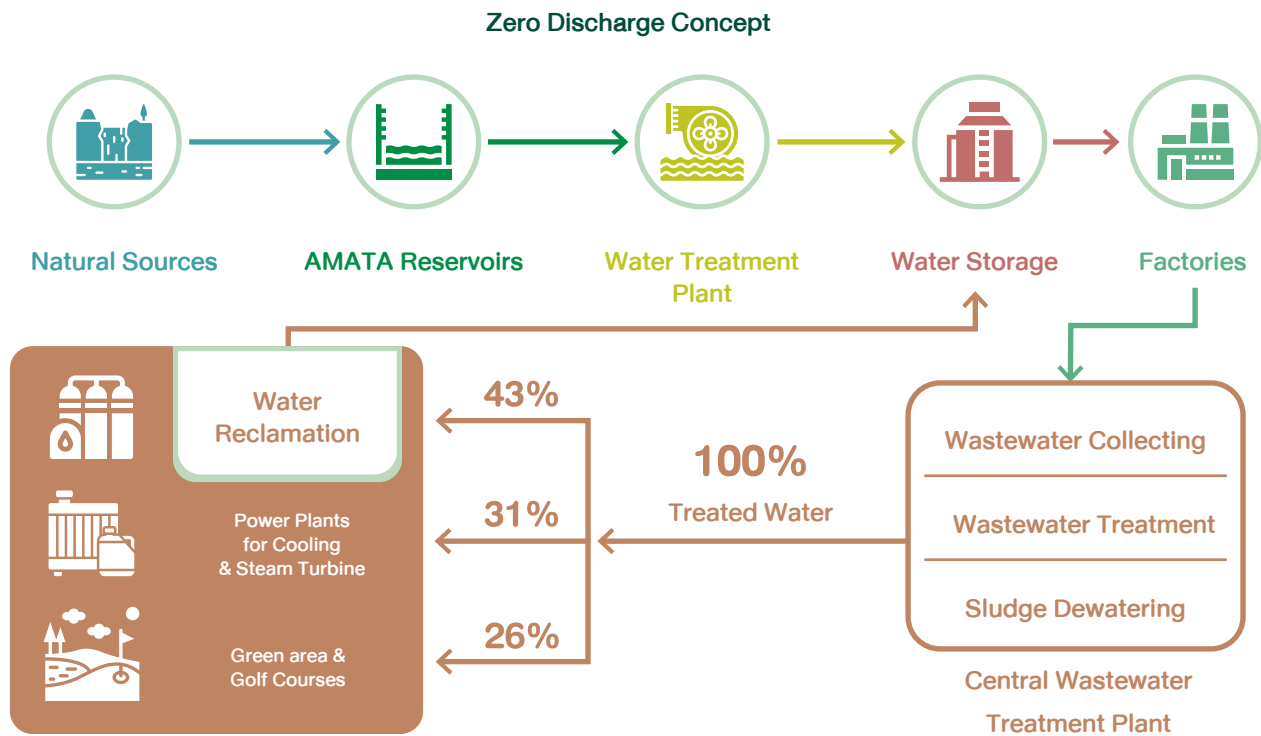 Zero Discharge Concept
Natural Sources
AMATA Reservoirs
Water Treatment
Plant
Water Storage
Factories
Water
Reclamation
43%
100%
Treated Water
Wastewater Collecting
Power Plants
for Cooling
& Steam Turbine
31%
Wastewater Treatment
Green area &
Golf Courses
26%
Sludge Dewatering
Central Wastewater
Treatment Plant